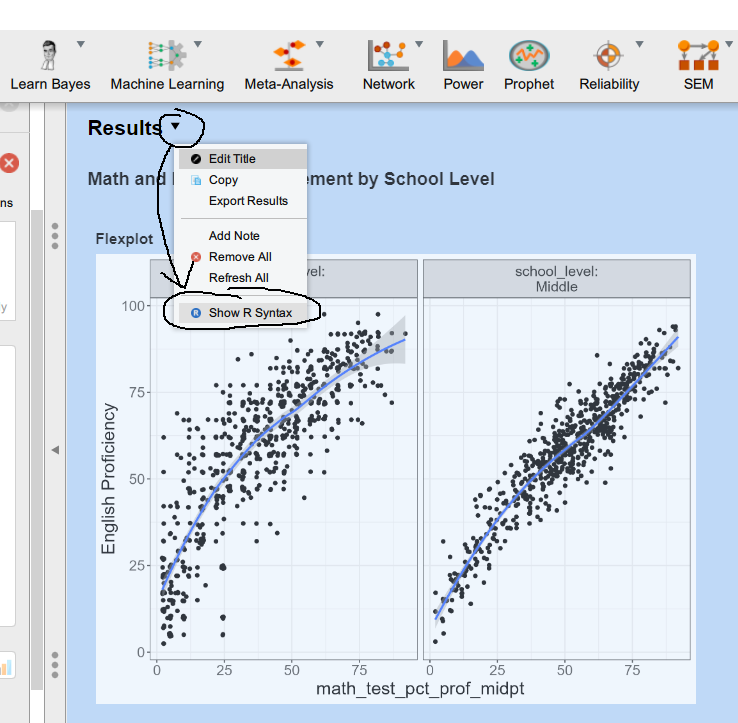 Learn Bayes Machine Learning Meta-Analysis Network Power Prophet Reliability SEM
Results
ns
Edit Title
Copy
Export Results
Add Note
Remove All
Refresh All
R Show R Syntax
Math and ement by School Level
Flexplot
y
vel:
school_level:
Middle
English Proficiency
100
75
50
25
0
0 25 50 75 0 25 50 75
math_test_pct_prof_midpt